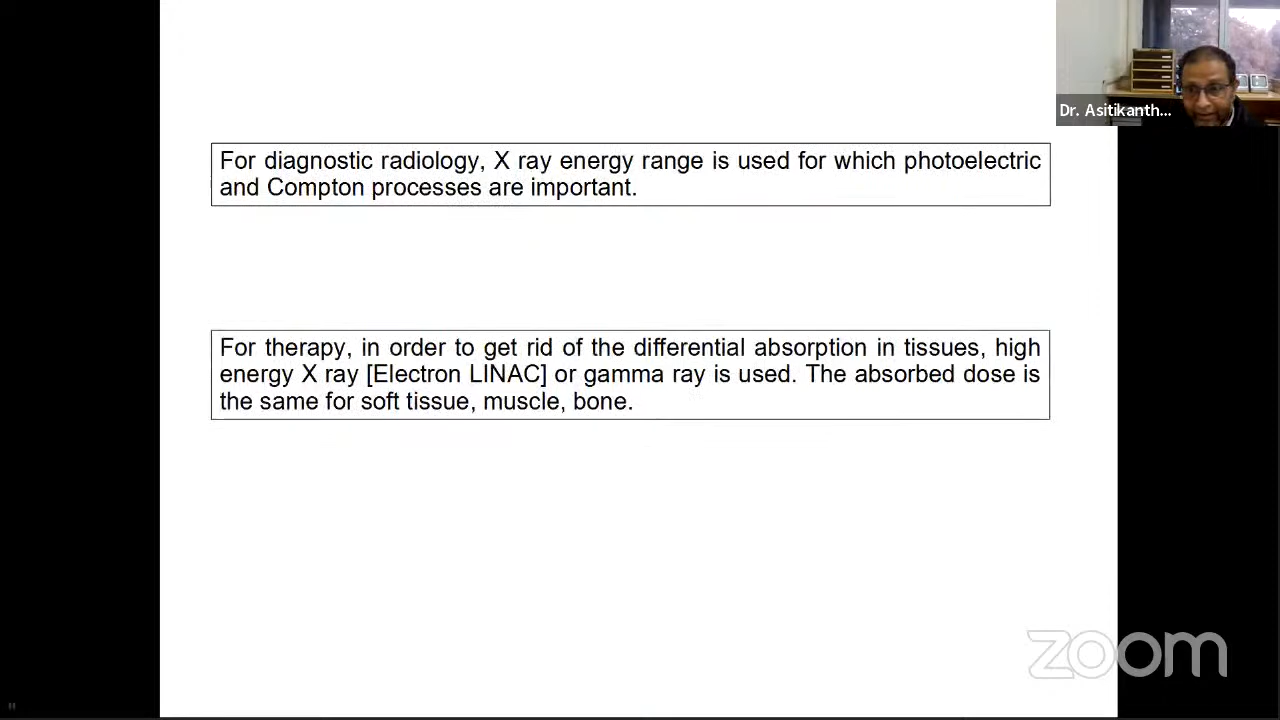 Dr. Asitikanth...
For diagnostic radiology, X ray energy range is used for which photoelectric
and Compton processes are important.
For therapy, in order to get rid of the differential absorption in tissues, high
energy X ray [Electron LINAC] or gamma ray is used. The absorbed dose is
the same for soft tissue, muscle, bone.
zoom